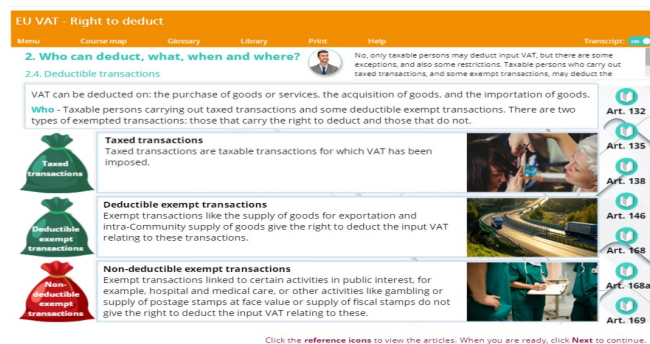 EU VAT - Right to deduct
Menu Course map Glossary Library Print Help Transcript: ON
2. Who can deduct, what, when and where?
2.4. Deductible transactions
No, only taxable persons may deduct input VAT, but there are some
exceptions, and also some restrictions. Taxable persons who carry out
taxed transactions, and some exempt transactions, may deduct the
VAT can be deducted on: the purchase of goods or services, the acquisition of goods, and the importation of goods.
Who - Taxable persons carrying out taxed transactions and some deductible exempt transactions. There are two
types of exempted transactions: those that carry the right to deduct and those that do not.
Taxed
transactions
Taxed transactions
Taxed transactions are taxable transactions for which VAT has been
imposed.
Deductible
exempt
transactions
Deductible exempt transactions
Exempt transactions like the supply of goods for exportation and
intra-Community supply of goods give the right to deduct the input VAT
relating to these transactions.
Non-
deductible
exempt
transactions
Non-deductible exempt transactions
Exempt transactions linked to certain activities in public interest, for
example, hospital and medical care, or other activities like gambling or
supply of postage stamps at face value or supply of fiscal stamps do not
give the right to deduct the input VAT relating to these.
Art. 132
Art. 135
Art. 138
Art. 146
Art. 168
Art. 168a
Art. 169
Click the reference icons to view the articles. When you are ready, click Next to continue.